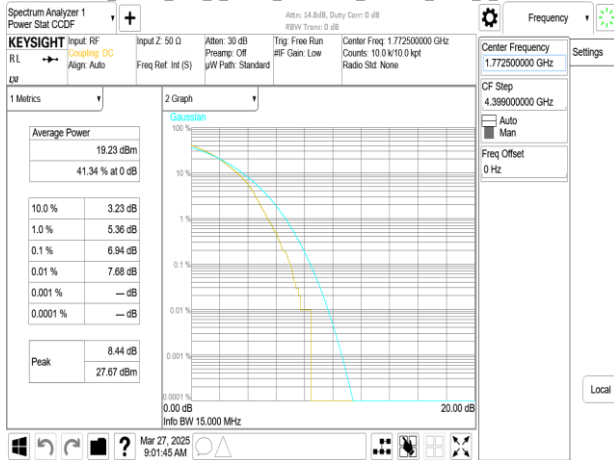 Spectrum Analyzer 1
Power Stat CCDF
Attn: 14.8dB, Duty Corr: 0 dB
RBW Trans: 0 dB
Frequency
KEYSIGHT
RL
LXI
Input: RF
Coupling: DC
Align: Auto
Input Z: 50 Ω
Freq Ref: Int (S)
Atten: 30 dB
Preamp: Off
µW Path: Standard
Trig: Free Run
#IF Gain: Low
Center Freq: 1.772500000 GHz
Counts: 10.0 k/10.0 kpt
Radio Std: None
Center Frequency
1.772500000 GHz
Settings
CF Step
4.399000000 GHz
Auto
Man
Freq Offset
0 Hz
Local
1 Metrics
Average Power
19.23 dBm
41.34 % at 0 dB
10.0 % 3.23 dB
1.0 % 5.36 dB
0.1 % 6.94 dB
0.01 % 7.68 dB
0.001 % --- dB
0.0001 % --- dB
Peak
8.44 dB
27.67 dBm
2 Graph
Gaussian
100 %
10 %
1 %
0.1 %
0.01 %
0.001 %
0.0001 %
0.00 dB 20.00 dB
Info BW 15.000 MHz
?
Mar 27, 2025
9:01:45 AM